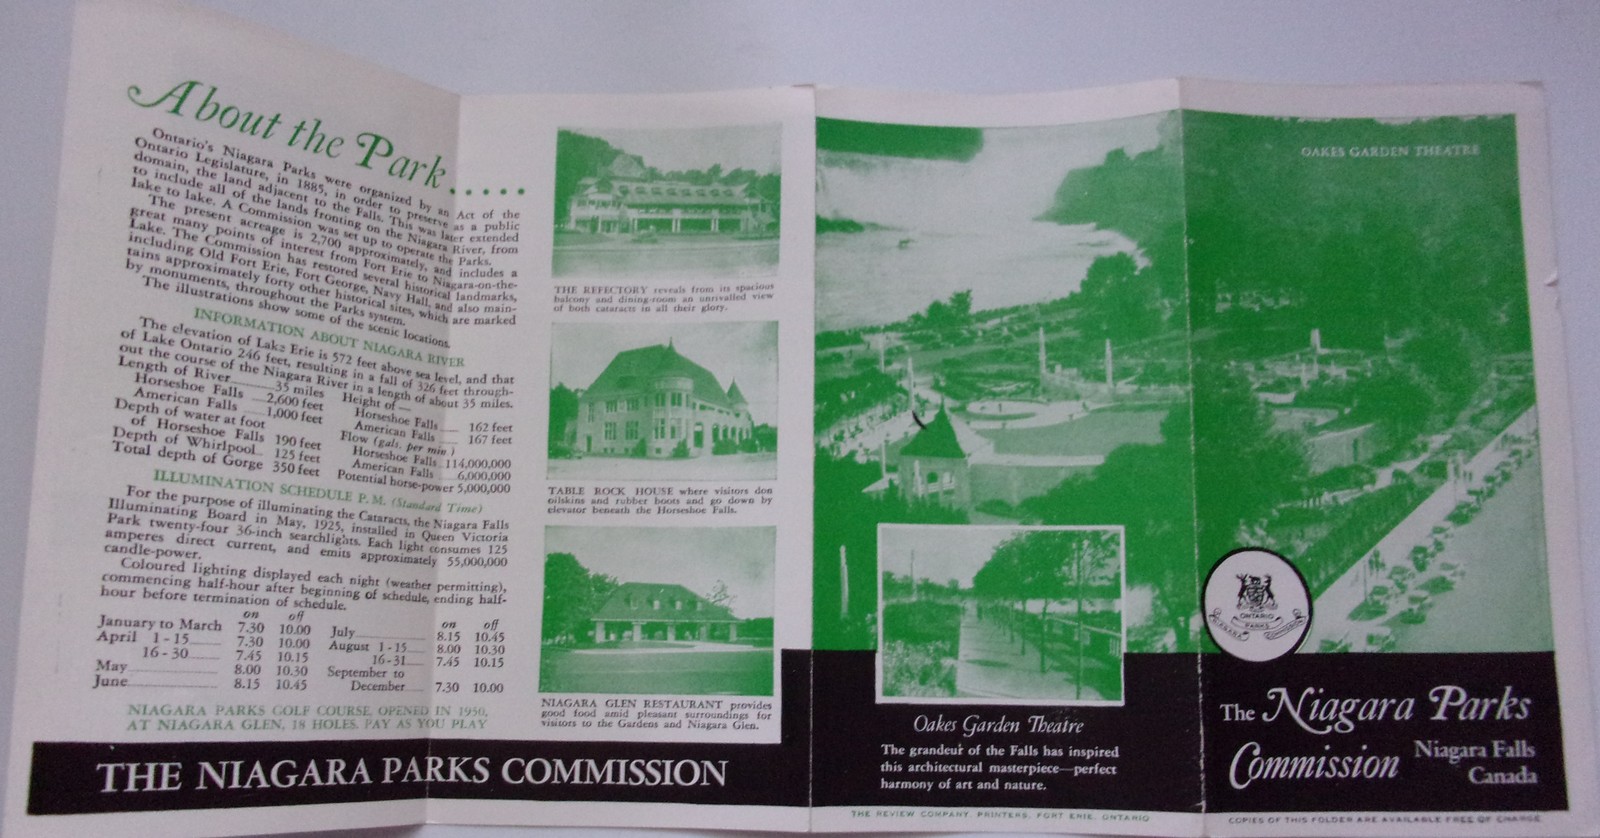 About the Park.....
Ontario's Niagara Parks were organized by an Act of the
Ontario Legislature, in 1885, in order to preserve as a public
domain, the land adjacent to the Falls. This was later extended
to include all of the lands fronting on the Niagara River, from
lake to lake. A Commission was set up to operate the Parks.
The present acreage is 2,700 approximately, and includes a
great many points of interest from Fort Erie to Niagara-on-the-
Lake. The Commission has restored several historical landmarks,
including Old Fort Erie, Fort George, Navy Hall, and also main-
tains approximately forty other historical sites, which are marked
by monuments, throughout the Parks system.
The illustrations show some of the scenic locations.
INFORMATION ABOUT NIAGARA RIVER
The elevation of Lake Erie is 572 feet above sea level, and that
of Lake Ontario 246 feet, resulting in a fall of 326 feet through-
out the course of the Niagara River in a length of about 35 miles.
Length of River 35 miles
Horseshoe Falls 2,600 feet
American Falls 1,000 feet
Depth of water at foot
of Horseshoe Falls 190 feet
Depth of Whirlpool 125 feet
Total depth of Gorge 350 feet
Height of—
Horseshoe Falls 162 feet
American Falls 167 feet
Flow (gals. per min.)
Horseshoe Falls 114,000,000
American Falls 6,000,000
Potential horse-power 5,000,000
ILLUMINATION SCHEDULE P.M. (Standard Time)
For the purpose of illuminating the Cataracts, the Niagara Falls
Illuminating Board in May, 1925, installed in Queen Victoria
Park twenty-four 36-inch searchlights. Each light consumes 125
amperes direct current, and emits approximately 55,000,000
candle-power.
Coloured lighting displayed each night (weather permitting),
commencing half-hour after beginning of schedule, ending half-
hour before termination of schedule.
on off
January to March 7.30 10.00
April 1 - 15 7.30 10.00
16 - 30 7.45 10.15
May 8.00 10.30
June 8.15 10.45
on off
July 8.15 10.45
August 1 - 15 8.00 10.30
16-31 7.45 10.15
September to
December 7.30 10.00
NIAGARA PARKS GOLF COURSE, OPENED IN 1950,
AT NIAGARA GLEN, 18 HOLES. PAY AS YOU PLAY
THE NIAGARA PARKS COMMISSION
THE REFECTORY reveals from its spacious
balcony and dining-room an unrivalled view
of both cataracts in all their glory.
TABLE ROCK HOUSE where visitors don
oilskins and rubber boots and go down by
elevator beneath the Horseshoe Falls.
NIAGARA GLEN RESTAURANT provides
good food amid pleasant surroundings for
visitors to the Gardens and Niagara Glen.
Oakes Garden Theatre
The grandeur of the Falls has inspired
this architectural masterpiece—perfect
harmony of art and nature.
THE REVIEW COMPANY, PRINTERS, FORT ERIE, ONTARIO
OAKES GARDEN THEATRE
ONTARIO
PARKS
NIAGARA COMMISSION
The Niagara Parks
Commission Niagara Falls
Canada
COPIES OF THIS FOLDER ARE AVAILABLE FREE OF CHARGE